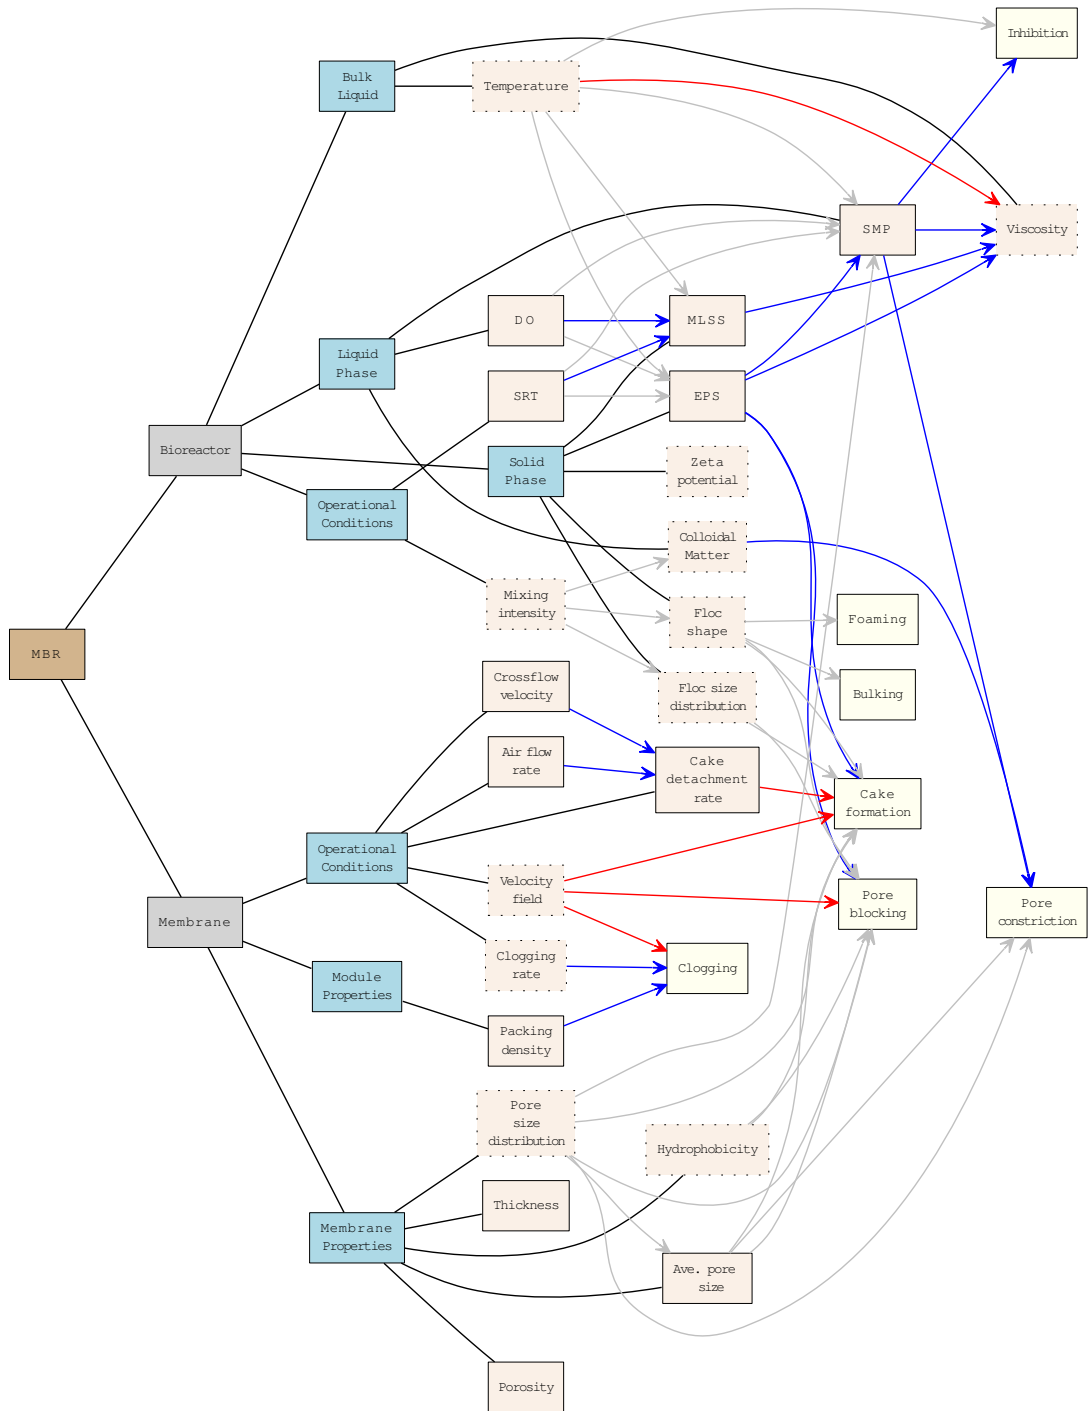 Inhibition
Bulk
Liquid
Temperature
SMP
Viscosity
DO
MLSS
Liquid
Phase
SRT
EPS
Bioreactor
Solid
Phase
Zeta
potential
Operational
Conditions
Colloidal
Matter
Mixing
intensity
Floc
shape
Foaming
MBR
Crossflow
velocity
Floc size
distribution
Bulking
Air flow
rate
Cake
detachment
rate
Cake
formation
Operational
Conditions
Velocity
field
Pore
blocking
Pore
constriction
Membrane
Clogging
rate
Clogging
Module
Properties
Packing
density
Pore
size
distribution
Hydrophobicity
Thickness
Membrane
Properties
Ave. pore
size
Porosity